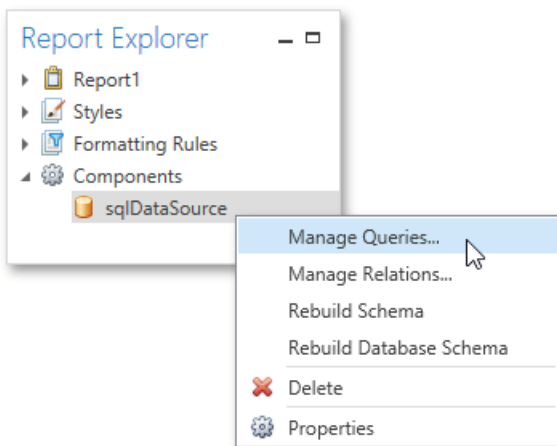 Report Explorer
Report1
Styles
Formatting Rules
Components
sqlDataSource
Manage Queries...
Manage Relations...
Rebuild Schema
Rebuild Database Schema
Delete
Properties